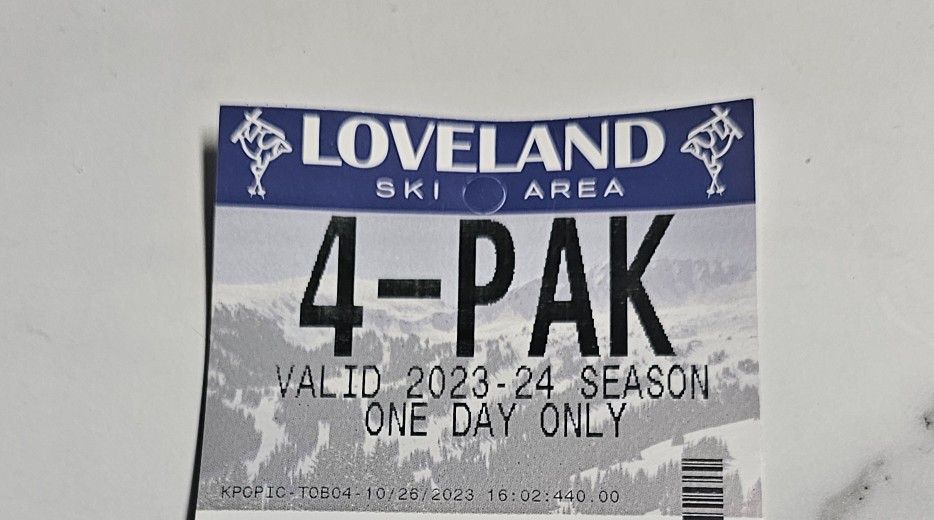 LOVELAND
SKI AREA
4-PAK
VALID 2023-24 SEASON
ONE DAY ONLY
KPCPIC-TOB04-10/26/2023 16:02:440.00